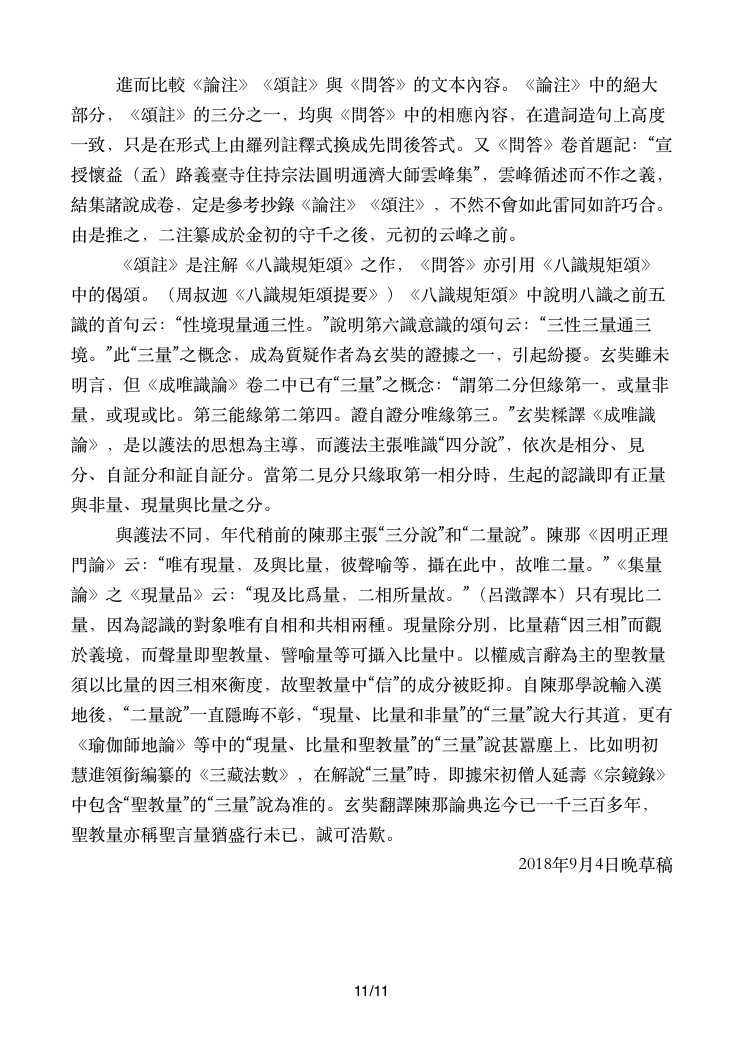 進而比較《論注》《頌註》與《問答》的文本內容。《論注》中的絕大
部分，《頌註》的三分之一，均與《問答》中的相應內容，在遣詞造句上高度
一致，只是在形式上由羅列註釋式換成先問後答式。又《問答》卷首題記：“宣
授懷益（孟）路義臺寺住持宗法圓明通濟大師雲峰集”，雲峰循述而不作之義，
結集諸說成卷，定是參考抄錄《論注》《頌注》，不然不會如此雷同如許巧合。
由是推之，二注纂成於金初的守千之後，元初的云峰之前。
《頌註》是注解《八識規矩頌》之作，《問答》亦引用《八識規矩頌》
中的偈頌。（周叔迦《八識規矩頌提要》）《八識規矩頌》中說明八識之前五
識的首句云：“性境現量通三性。”說明第六識意識的頌句云：“三性三量通三
境。”此“三量”之概念，成為質疑作者為玄奘的證據之一，引起紛擾。玄奘雖未
明言，但《成唯識論》卷二中已有“三量”之概念：“謂第二分但緣第一，或量非
量，或現或比。第三能緣第二第四。證自證分唯緣第三。”玄奘糅譯《成唯識
論》，是以護法的思想為主導，而護法主張唯識“四分說”，依次是相分、見
分、自証分和証自証分。當第二見分只緣取第一相分時，生起的認識即有正量
與非量、現量與比量之分。
與護法不同，年代稍前的陳那主張“三分說”和“二量說”。陳那《因明正理
門論》云：“唯有現量，及與比量，彼聲喻等，攝在此中，故唯二量。”《集量
論》之《現量品》云：“現及比爲量，二相所量故。”（呂澂譯本）只有現比二
量，因為認識的對象唯有自相和共相兩種。現量除分別，比量藉“因三相”而觀
於義境，而聲量即聖教量、譬喻量等可攝入比量中。以權威言辭為主的聖教量
須以比量的因三相來衡度，故聖教量中“信”的成分被貶抑。自陳那學說輸入漢
地後，“二量說”一直隱晦不彰，“現量、比量和非量”的“三量”說大行其道，更有
《瑜伽師地論》等中的“現量、比量和聖教量”的“三量”說甚囂塵上，比如明初
慧進領銜編纂的《三藏法數》，在解說“三量”時，即據宋初僧人延壽《宗鏡錄》
中包含“聖教量”的“三量”說為准的。玄奘翻譯陳那論典迄今已一千三百多年，
聖教量亦稱聖言量猶盛行未已，誠可浩歎。
2018年9月4日晚草稿
11/11